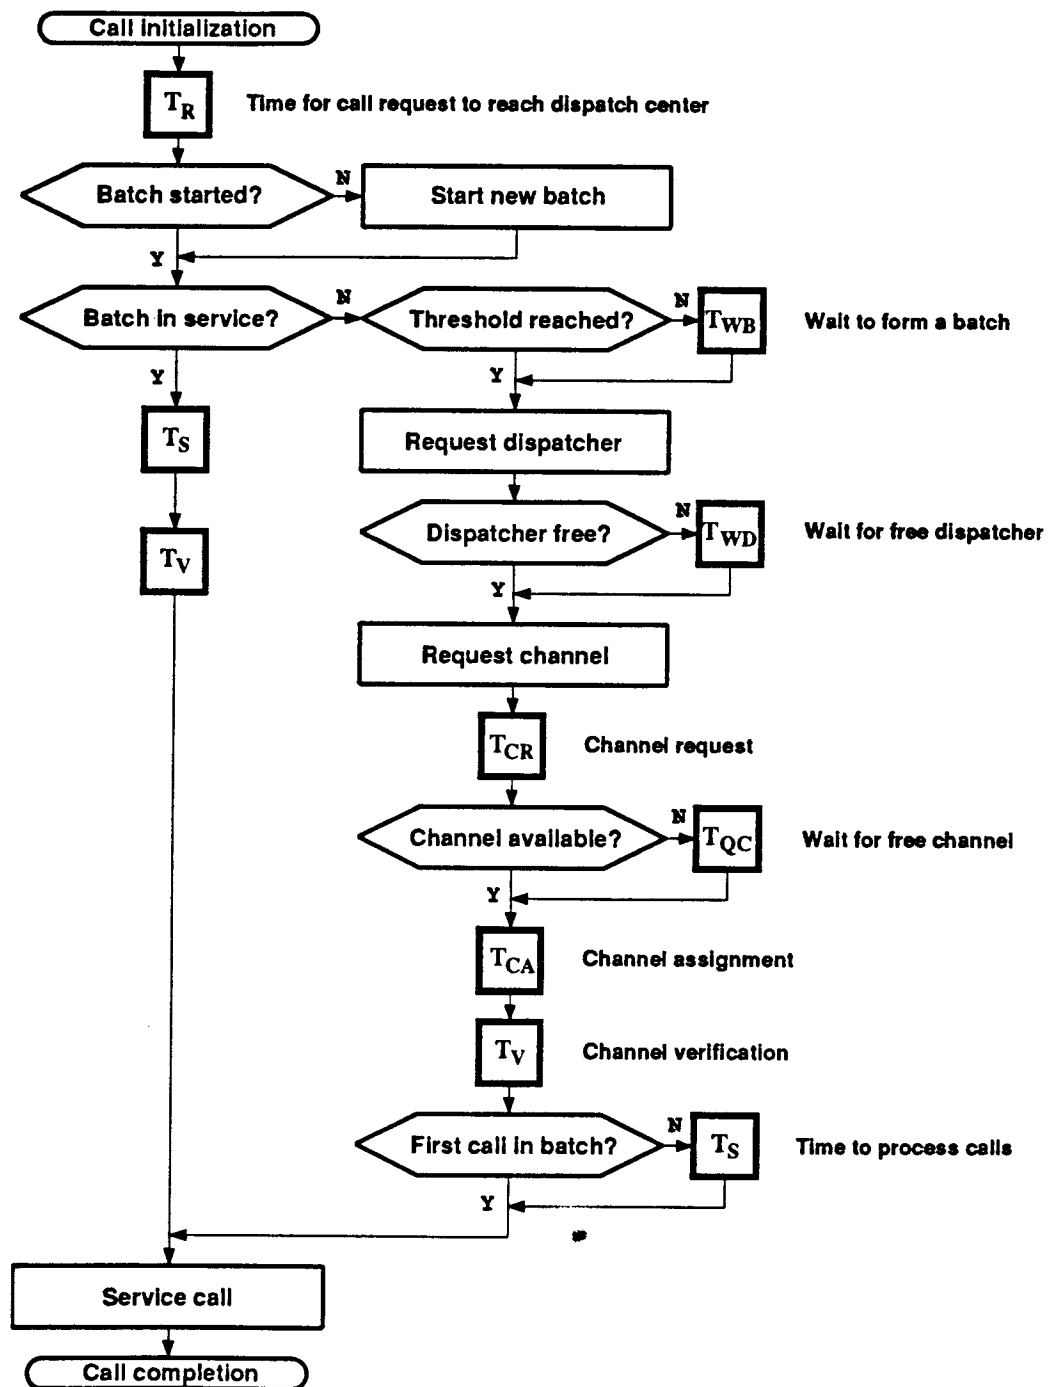 Call initialization
T_R Time for call request to reach dispatch center
Batch started? N Start new batch
Y
Batch in service? N Threshold reached? N T_WB Wait to form a batch
Y Y
T_S Request dispatcher
Dispatcher free? N T_WD Wait for free dispatcher
T_V
Y
Request channel
T_CR Channel request
Channel available? N T_QC Wait for free channel
Y
T_CA Channel assignment
T_V Channel verification
First call in batch? N T_S Time to process calls
Y
Service call
Call completion